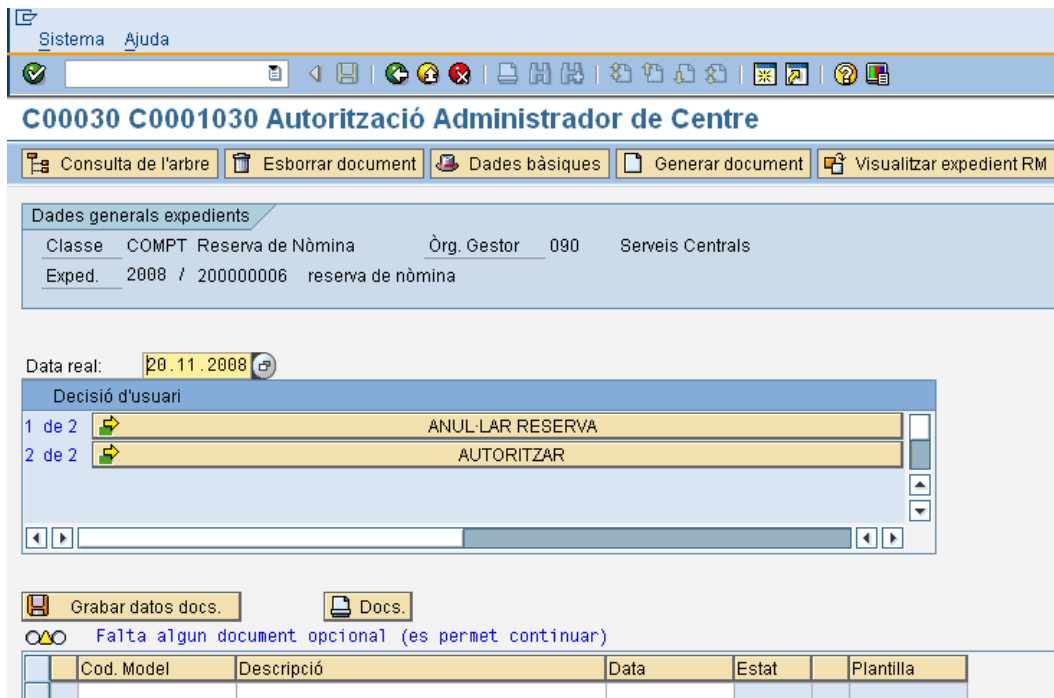 Sistema Ajuda
C00030 C0001030 Autorització Administrador de Centre
Consulta de l'arbre Esborrar document Dades bàsiques Generar document Visualitzar expedient RM
Dades generals expedients
Classe COMPT Reserva de Nòmina Òrg. Gestor 090 Serveis Centrals
Exped. 2008 / 200000006 reserva de nòmina
Data real: 20.11.2008
Decisió d'usuari
1 de 2 ANUL·LAR RESERVA
2 de 2 AUTORITZAR
Grabar datos docs. Docs.
Falta algun document opcional (es permet continuar)
Cod. Model Descripció Data Estat Plantilla